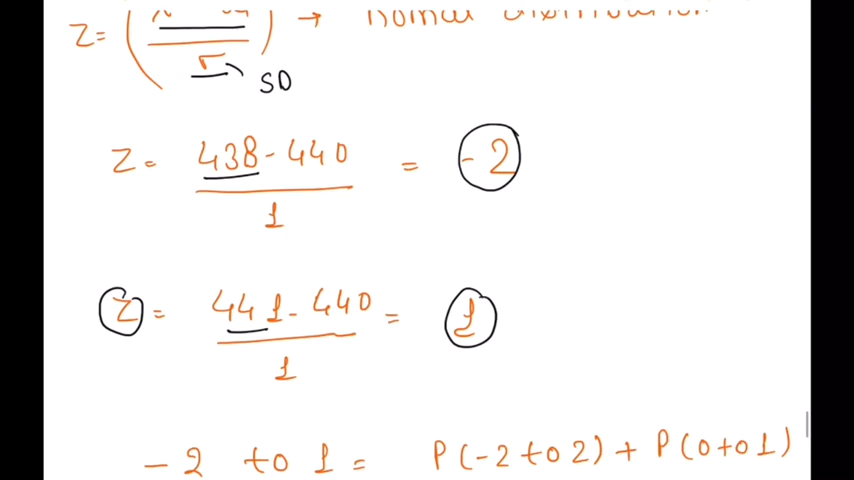 Z = ( ) →
σ SD
Z = 438 - 440 / 1 = -2
Z = 441 - 440 / 1 = 1
-2 to 1 = P(-2 to 2) + P(0 to 1)